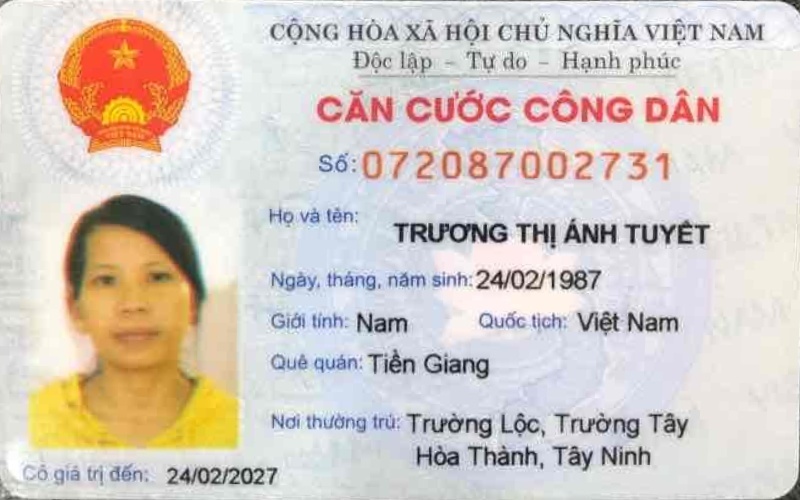 CỘNG HÒA XÃ HỘI CHỦ NGHĨA VIỆT NAM
Độc lập – Tự do – Hạnh phúc
CĂN CƯỚC CÔNG DÂN
Số: 072087002731
Họ và tên: TRƯƠNG THỊ ÁNH TUYẾT
Ngày, tháng, năm sinh: 24/02/1987
Giới tính: Nam Quốc tịch: Việt Nam
Quê quán: Tiền Giang
Nơi thường trú: Trường Lộc, Trường Tây
Hòa Thành, Tây Ninh
Có giá trị đến: 24/02/2027